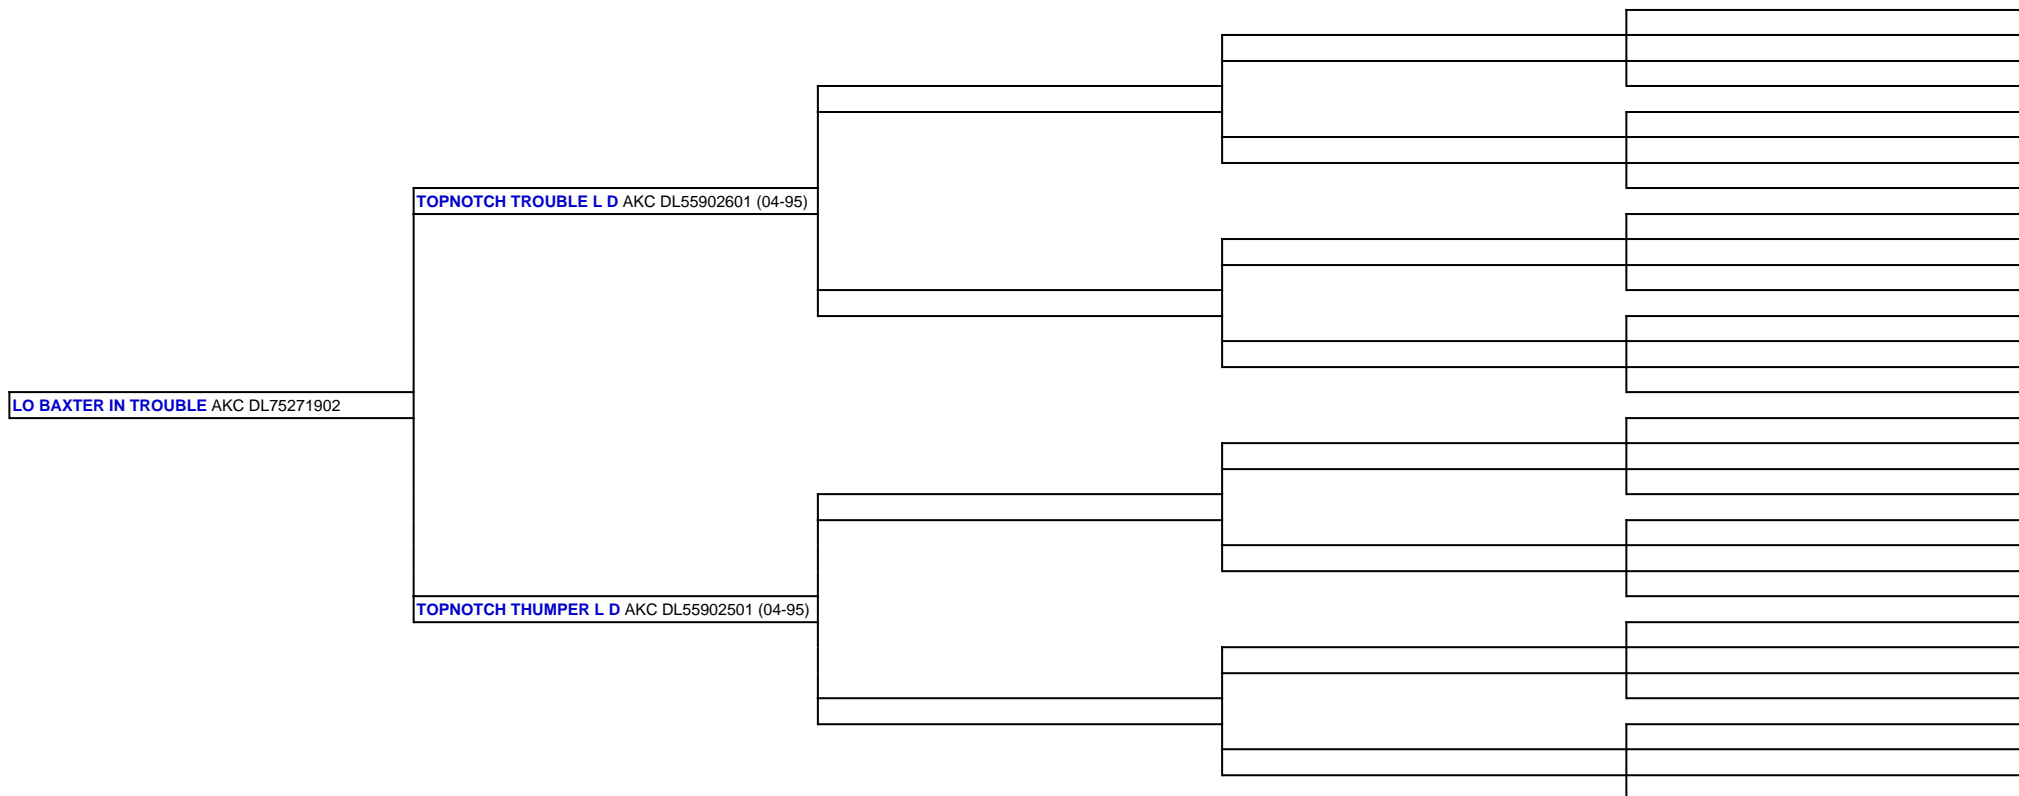 TOPNOTCH TROUBLE L D AKC DL55902601 (04-95)
LO BAXTER IN TROUBLE AKC DL75271902
TOPNOTCH THUMPER L D AKC DL55902501 (04-95)